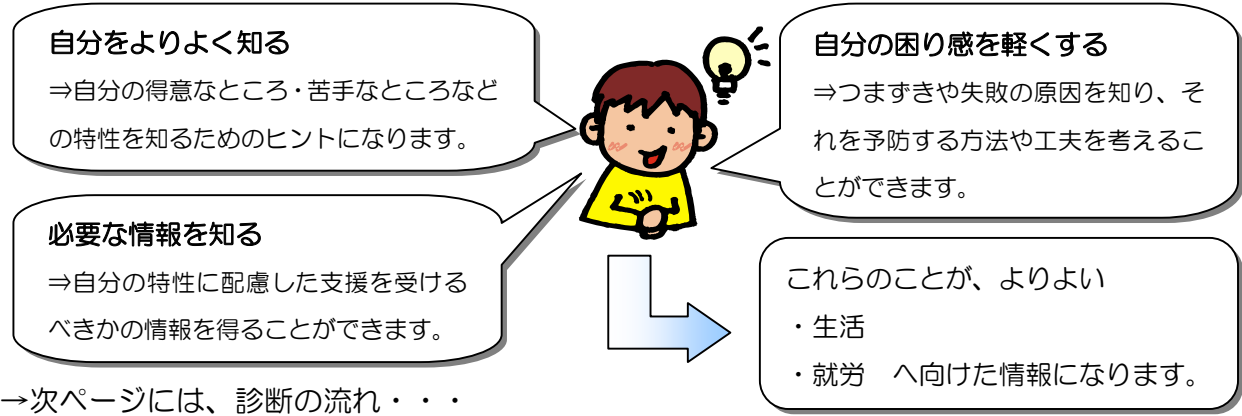 自分をよりよく知る
⇒自分の得意なところ・苦手なところなど
の特性を知るためのヒントになります。
自分の困り感を軽くする
⇒つまずきや失敗の原因を知り、そ
れを予防する方法や工夫を考えるこ
とができます。
必要な情報を知る
⇒自分の特性に配慮した支援を受ける
べきかの情報を得ることができます。
これらのことが、よりよい
・生活
・就労　へ向けた情報になります。
→次ページには、診断の流れ・・・